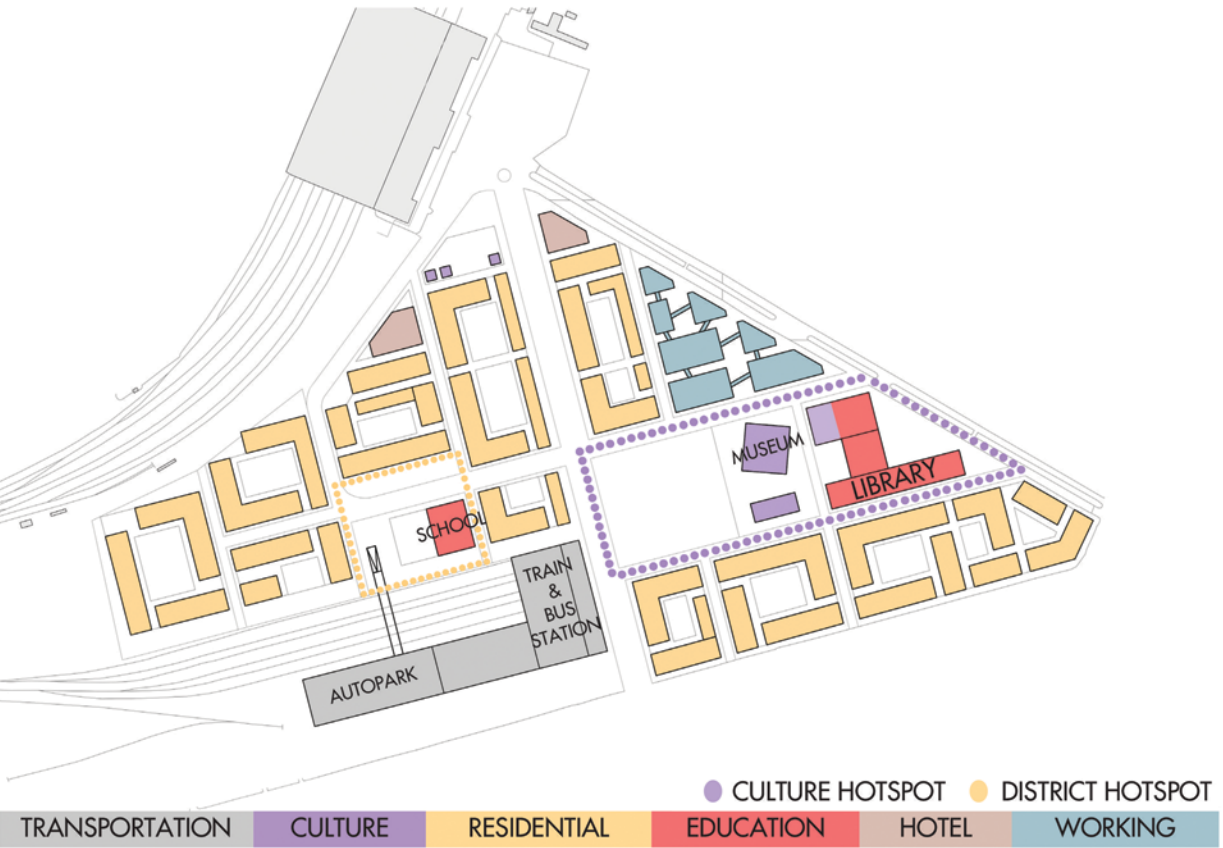 MUSEUM
LIBRARY
SCHOOL
TRAIN
&
BUS
STATION
AUTOPARK
CULTURE HOTSPOT
DISTRICT HOTSPOT
TRANSPORTATION
CULTURE
RESIDENTIAL
EDUCATION
HOTEL
WORKING